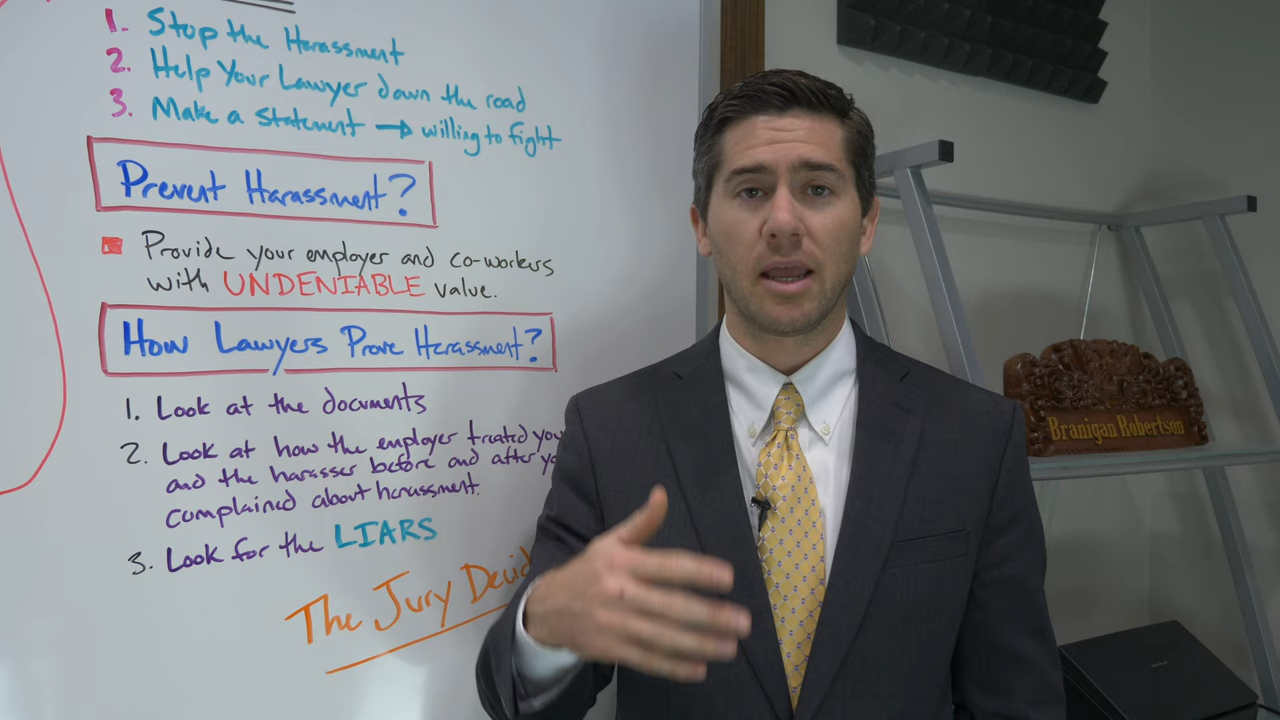 1. Stop the Harassment
2. Help Your Lawyer down the road
3. Make a statement → willing to fight
Prevent Harassment?
Provide your employer and co-workers
with UNDENIABLE value.
How Lawyers Prove Harassment?
1. Look at the documents
2. Look at how the employer treated you
and the harasser before and after yo
complained about harassment.
3. Look for the LIARS
The Jury Decid
Branigan Robertson